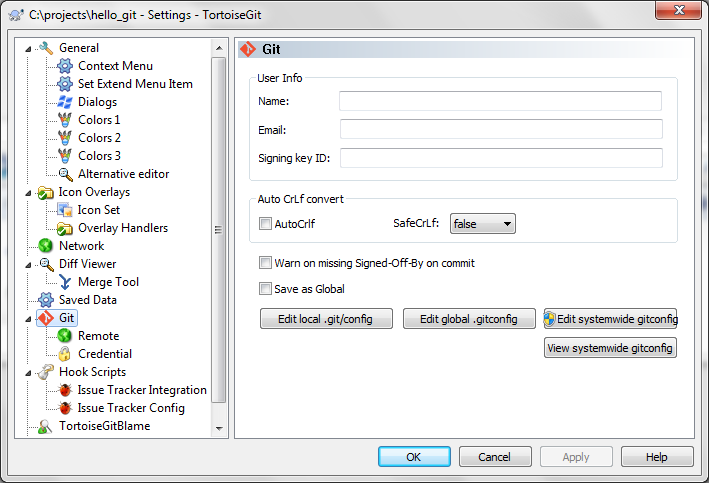 C:\projects\hello_git - Settings - TortoiseGit
General
Context Menu
Set Extend Menu Item
Dialogs
Colors 1
Colors 2
Colors 3
Alternative editor
Icon Overlays
Icon Set
Overlay Handlers
Network
Diff Viewer
Merge Tool
Saved Data
Git
Remote
Credential
Hook Scripts
Issue Tracker Integration
Issue Tracker Config
TortoiseGitBlame
Git
User Info
Name:
Email:
Signing key ID:
Auto CrLf convert
AutoCrlf SafeCrLf: false
Warn on missing Signed-Off-By on commit
Save as Global
Edit local .git/config Edit global .gitconfig Edit systemwide gitconfig
View systemwide gitconfig
OK Cancel Apply Help